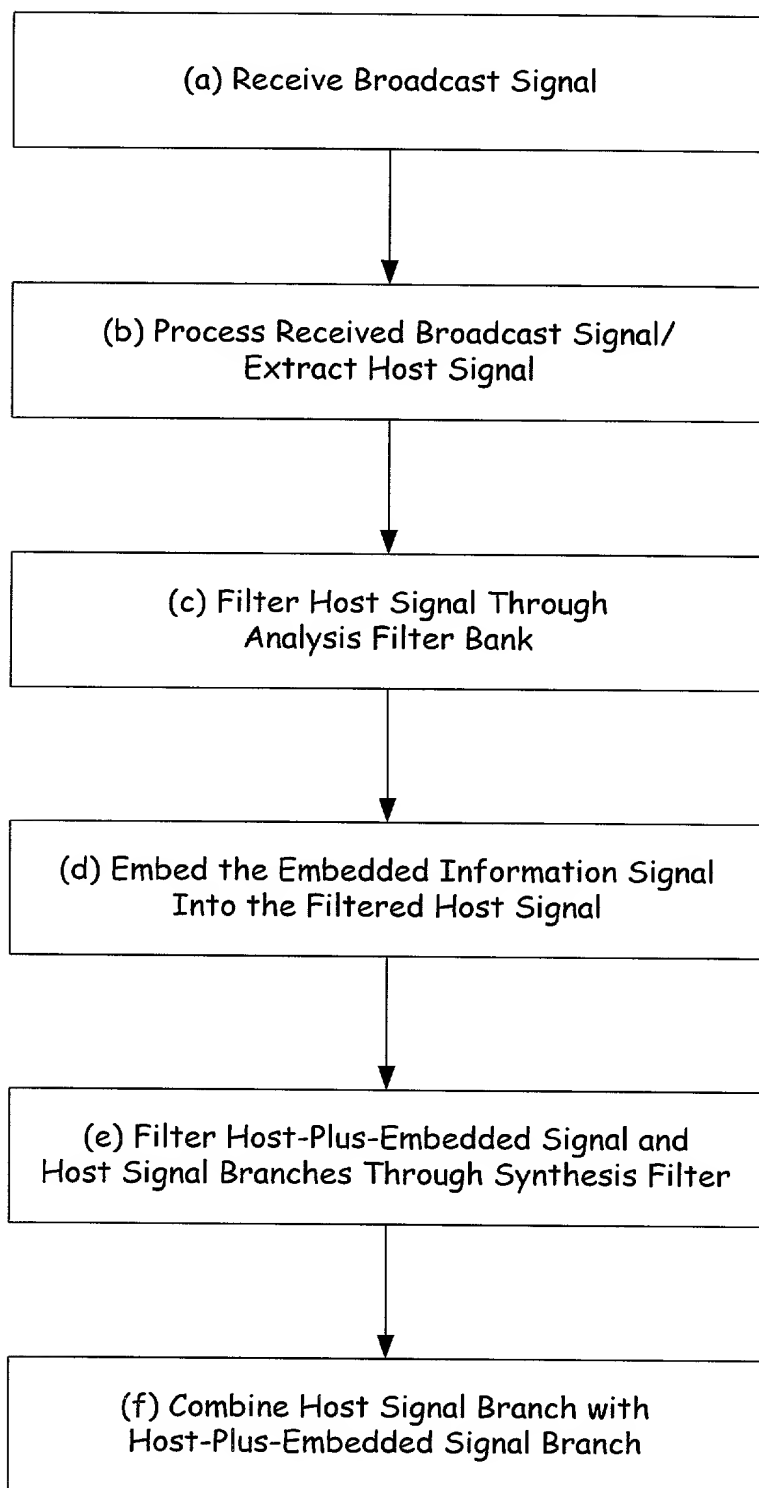 (a) Receive Broadcast Signal
(b) Process Received Broadcast Signal/
Extract Host Signal
(c) Filter Host Signal Through
Analysis Filter Bank
(d) Embed the Embedded Information Signal
Into the Filtered Host Signal
(e) Filter Host-Plus-Embedded Signal and
Host Signal Branches Through Synthesis Filter
(f) Combine Host Signal Branch with
Host-Plus-Embedded Signal Branch